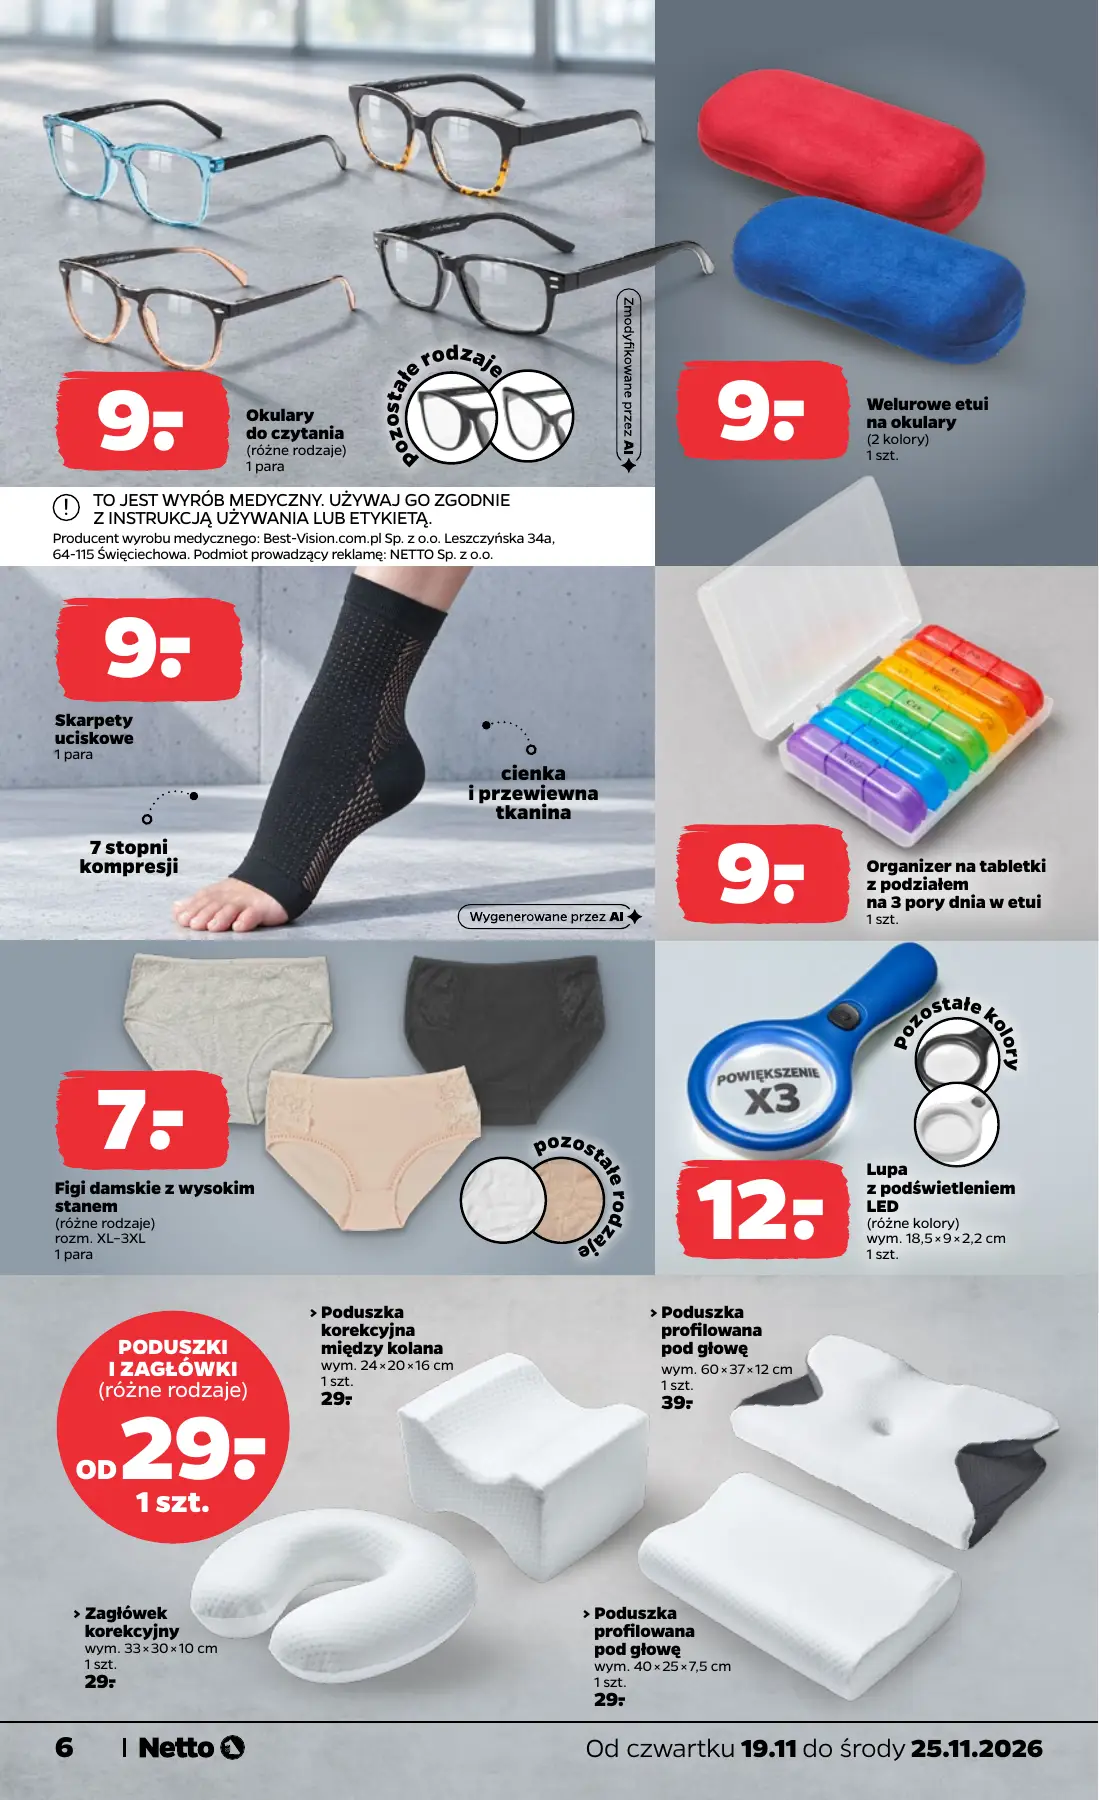 9.-
Okulary
do czytania
(różne rodzaje)
1 para
pozostałe rodzaje
Zmodyfikowane przez AI
9.-
Welurowe etui
na okulary
(2 kolory)
1 szt.
TO JEST WYRÓB MEDYCZNY. UŻYWAJ GO ZGODNIE
Z INSTRUKCJĄ UŻYWANIA LUB ETYKIETĄ.
Producent wyrobu medycznego: Best-Vision.com.pl Sp. z o.o. Leszczyńska 34a,
64-115 Święciechowa. Podmiot prowadzący reklamę: NETTO Sp. z o.o.
9.-
Skarpety
uciskowe
1 para
cienka
i przewiewna
tkanina
7 stopni
kompresji
Wygenerowane przez AI
9.-
Organizer na tabletki
z podziałem
na 3 pory dnia w etui
1 szt.
7.-
Figi damskie z wysokim
stanem
(różne rodzaje)
rozm. XL–3XL
1 para
pozostałe rodzaje
POWIĘKSZENIE
X3
pozostałe kolory
12.-
Lupa
z podświetleniem
LED
(różne kolory)
wym. 18,5×9×2,2 cm
1 szt.
PODUSZKI
I ZAGŁÓWKI
(różne rodzaje)
OD 29.-
1 szt.
> Poduszka
korekcyjna
między kolana
wym. 24×20×16 cm
1 szt.
29.-
> Poduszka
profilowana
pod głowę
wym. 60×37×12 cm
1 szt.
39.-
> Zagłówek
korekcyjny
wym. 33×30×10 cm
1 szt.
29.-
> Poduszka
profilowana
pod głowę
wym. 40×25×7,5 cm
1 szt.
29.-
6 | Netto
Od czwartku 19.11 do środy 25.11.2026